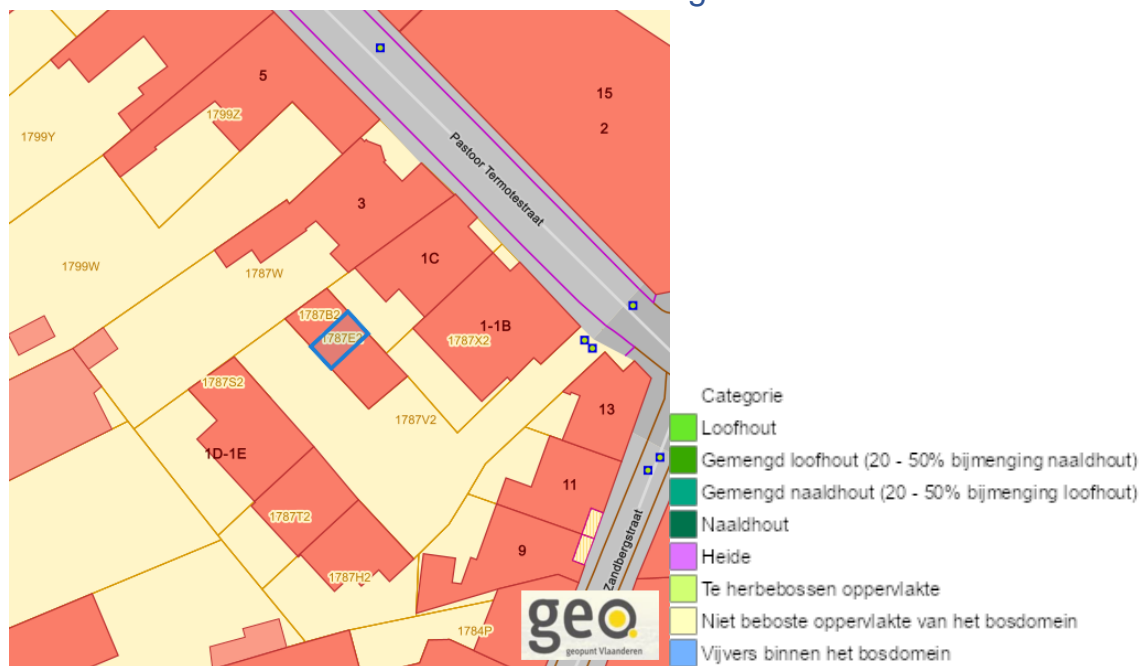 g
5
15
2
1799Z
1799Y
Pastoor Termotestraat
3
1C
1799W
1787W
1787B2
1-1B
1787E2
1787X2
1787S2
13
1787V2
1D-1E
11
1787T2
9
1787H2
Zandbergstraat
1784P
geo
geopunt Vlaanderen
Categorie
Loofhout
Gemengd loofhout (20 - 50% bijmenging naaldhout)
Gemengd naaldhout (20 - 50% bijmenging loofhout)
Naaldhout
Heide
Te herbebossen oppervlakte
Niet beboste oppervlakte van het bosdomein
Vijvers binnen het bosdomein